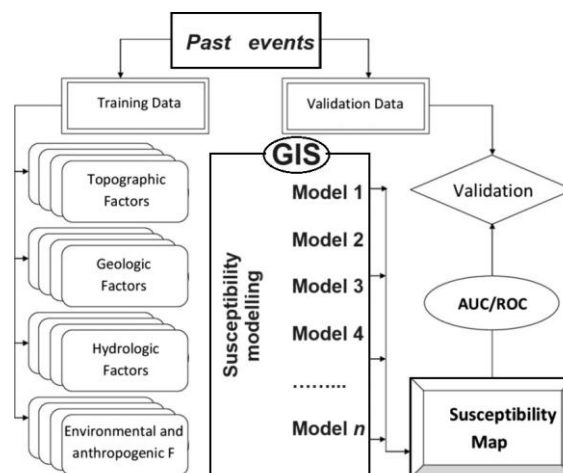 Past events
Training Data
Validation Data
Topographic
Factors
Geologic
Factors
Hydrologic
Factors
Environmental and
anthropogenic F
GIS
Susceptibility
modelling
Model 1
Model 2
Model 3
Model 4
.........
Model n
Validation
AUC/ROC
Susceptibility
Map